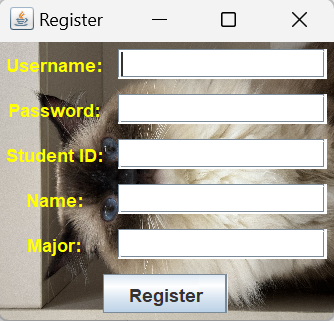 Register
Username:
Password:
Student ID:
Name:
Major:
Register